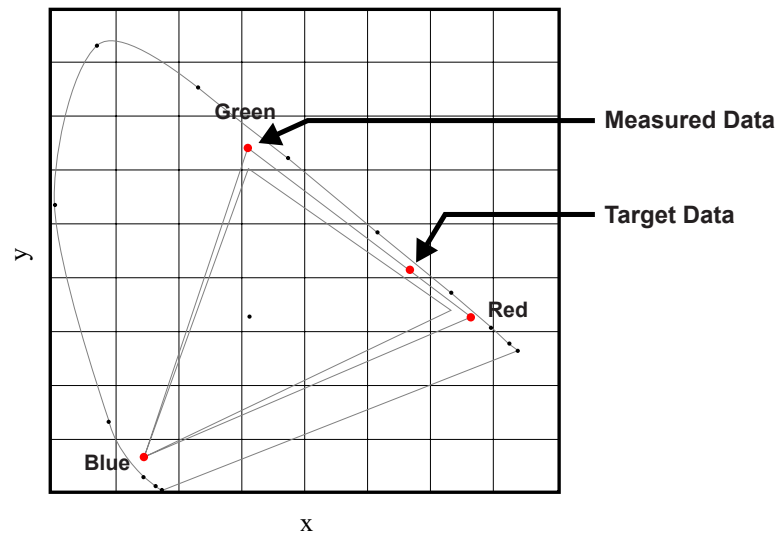 Green
Measured Data
Target Data
y
Red
Blue
x